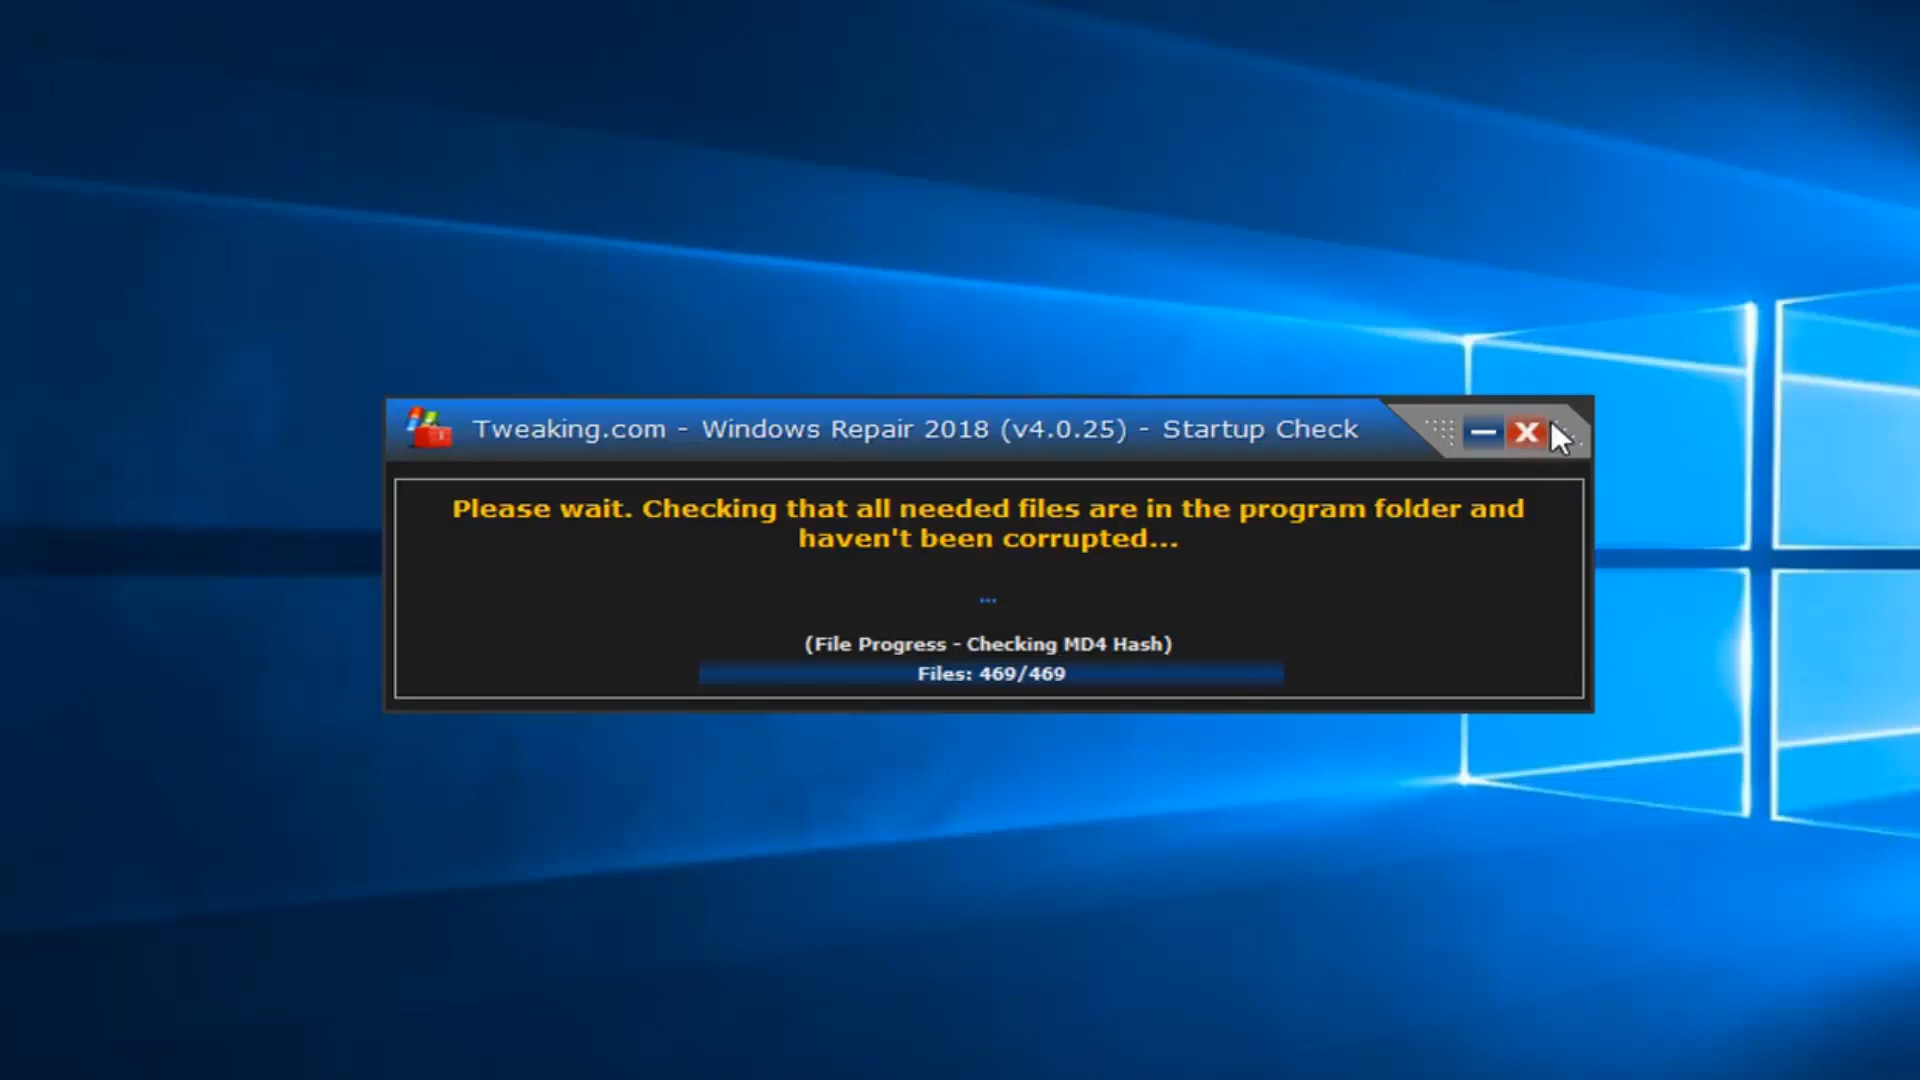 Tweaking.com - Windows Repair 2018 (v4.0.25) - Startup Check
Please wait. Checking that all needed files are in the program folder and
haven't been corrupted...
...
(File Progress - Checking MD4 Hash)
Files: 469/469